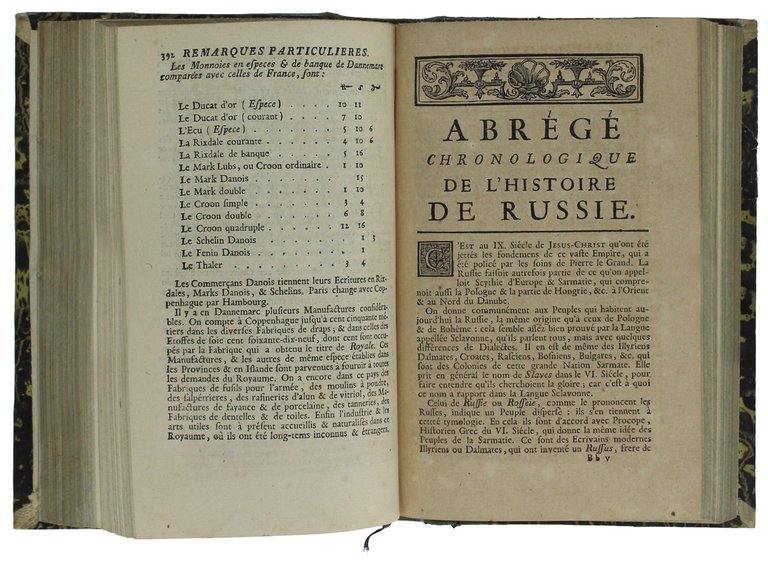 392 REMARQUES PARTICULIERES.
Les Monnoies en especes & de banque de Dannemarc
comparées avec celles de France, sont :
Le Ducat d'or ( Espece ) . . . . 10 11
Le Ducat d'or ( courant ) . . . . 7 10
L'Ecu ( Espece ) . . . . . . . 5 10 6
La Rixdale courante . . . . . . 4 10 6
La Rixdale de banque . . . . . 5 16
Le Mark Lubs, ou Croon ordinaire . 1 10
Le Mark Danois . . . . . . . 15
Le Mark double . . . . . . . 1 10
Le Croon simple . . . . . . . 3 4
Le Croon double . . . . . . . 6 8
Le Croon quadruple . . . . . . 12 16
Le Schelin Danois . . . . . . . 1 3
Le Fenin Danois . . . . . . . 1
Le Thaler . . . . . . . . . 3 4
Les Commerçans Danois tiennent leurs Ecritures en Rix-
dales, Marks Danois, & Schelins. Paris change avec Cop-
penhague par Hambourg.
Il y a en Dannemarc plusieurs Manufactures considéra-
bles. On compte à Coppenhague jusqu'à cent cinquante mé-
tiers dans les diverses Fabriques de draps; & dans celles des
Etoffes de soie cent soixante-dix-neuf, dont cent sont occu-
pés par la Fabrique qui a obtenu le titre de Royale. Ces
Manufactures, & les autres de même espece établies dans
les Provinces & en Islande sont parvenues à fournir à toutes
les demandes du Royaume. On a encore dans ce pays des
Fabriques de fusils pour l'armée, des moulins à poudre,
des salpétrieres, des rafineries d'alun & de vitriol, des Ma-
nufactures de fayance & de porcelaine, des tanneries, des
Fabriques de dentelles & de toiles. Enfin l'industrie & les
arts utiles sont à présent accueillis & naturalisés dans ce
Royaume, où ils ont été long-tems inconnus & étrangers.
ABRÉGÉ
CHRONOLOGIQUE
DE L'HISTOIRE
DE RUSSIE.
C'EST au IX. Siécle de JESUS-CHRIST qu'ont été
jettés les fondemens de ce vaste Empire, qui a
été policé par les soins de Pierre le Grand. La
Russie faisoit autrefois partie de ce qu'on appel-
loit Scythie d'Europe & Sarmatie, qui compre-
noit aussi la Pologne & la partie de Hongrie, &c. à l'Orient
& au Nord du Danube.
On donne communément aux Peuples qui habitent au-
jourd'hui la Russie, la même origine qu'à ceux de Pologne
& de Bohême : cela semble assez bien prouvé par la Langue
appellée Sclavonne, qu'ils parlent tous, mais avec quelques
différences de Dialectes. Il en est de même des Illyriens
Dalmates, Croates, Rasciens, Bosniens, Bulgares, &c. qui
sont des Colonies de cette grande Nation Sarmate. Elle
prit en général le nom de Slaves dans le VI. Siécle, pour
faire entendre qu'ils cherchoient la gloire ; car c'est à quoi
ce nom a rapport dans la Langue Sclavonne.
Celui de Russie ou Rosseie, comme le prononcent les
Russes, indique un Peuple dispersé : ils s'en tiennent à
cette étymologie. En cela ils sont d'accord avec Procope,
Historien Grec du VI. Siécle, qui donne la même idée des
Peuples de la Sarmatie. Ce sont des Ecrivains modernes
Illyriens ou Dalmates, qui ont inventé un Russus, frere de
Bb v